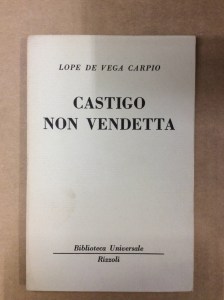 LOPE DE VEGA CARPIO
CASTIGO
NON VENDETTA
Biblioteca Universale
Rizzoli